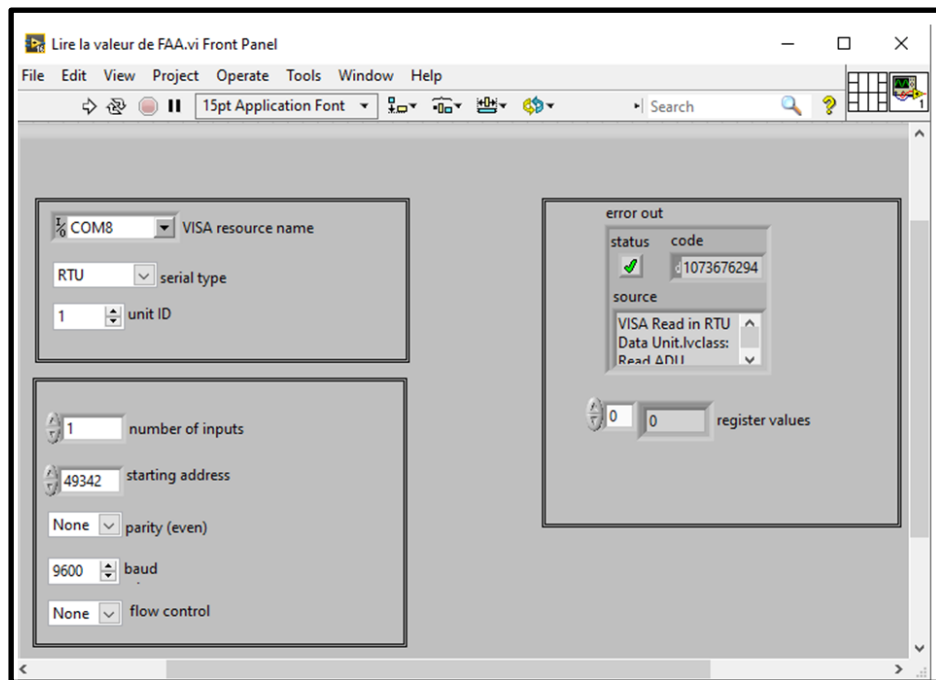 Lire la valeur de FAA.vi Front Panel
File Edit View Project Operate Tools Window Help
15pt Application Font Search
1
COM8 VISA resource name
RTU serial type
1 unit ID
1 number of inputs
49342 starting address
None parity (even)
9600 baud
None flow control
error out
status code
d 1073676294
source
VISA Read in RTU
Data Unit.lvclass:
Read ADU
0 0 register values